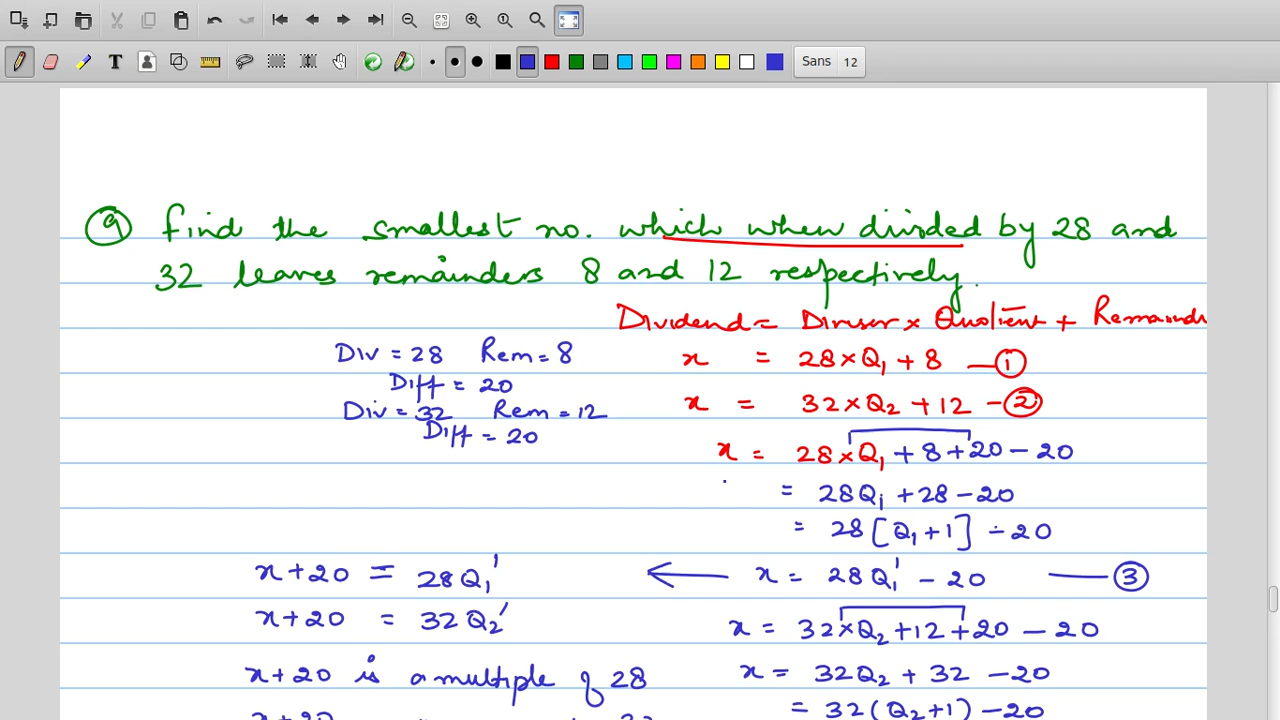 Sans 12
9 Find the smallest no. which when divided by 28 and
32 leaves remainders 8 and 12 respectively.
Dividend = Divisor × Quotient +
Div = 28 Rem = 8
Diff = 20
Div = 32 Rem = 12
Diff = 20
x = 28 × Q₁ + 8 — 1
x = 32 × Q₂ + 12 – 2
x = 28 × Q₁ + 8 + 20 – 20
= 28Q₁ + 28 – 20
= 28 [Q₁ + 1] – 20
x + 20 = 28Q₁' ← x = 28Q₁' – 20 — 3
x + 20 = 32Q₂'
x = 32 × Q₂ + 12 + 20 – 20
x + 20 is a multiple of 28
x = 32Q₂ + 32 – 20
= 32(Q₂ + 1) – 20